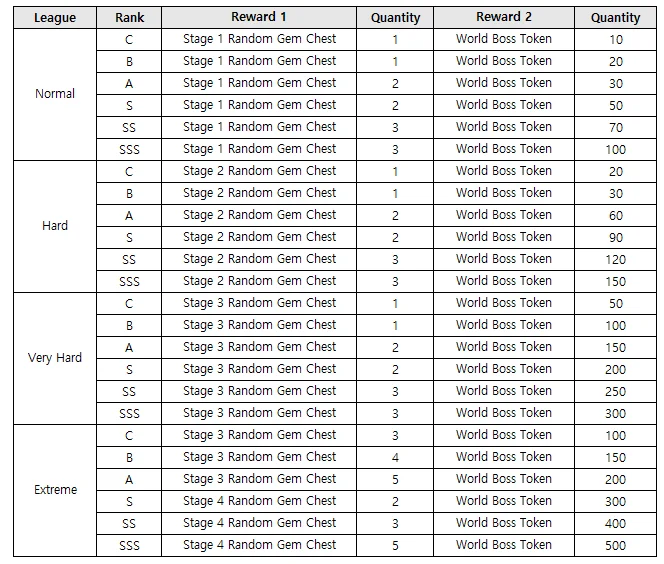 League Rank Reward 1 Quantity Reward 2 Quantity
Normal
C Stage 1 Random Gem Chest 1 World Boss Token 10
B Stage 1 Random Gem Chest 1 World Boss Token 20
A Stage 1 Random Gem Chest 2 World Boss Token 30
S Stage 1 Random Gem Chest 2 World Boss Token 50
SS Stage 1 Random Gem Chest 3 World Boss Token 70
SSS Stage 1 Random Gem Chest 3 World Boss Token 100
Hard
C Stage 2 Random Gem Chest 1 World Boss Token 20
B Stage 2 Random Gem Chest 1 World Boss Token 30
A Stage 2 Random Gem Chest 2 World Boss Token 60
S Stage 2 Random Gem Chest 2 World Boss Token 90
SS Stage 2 Random Gem Chest 3 World Boss Token 120
SSS Stage 2 Random Gem Chest 3 World Boss Token 150
Very Hard
C Stage 3 Random Gem Chest 1 World Boss Token 50
B Stage 3 Random Gem Chest 1 World Boss Token 100
A Stage 3 Random Gem Chest 2 World Boss Token 150
S Stage 3 Random Gem Chest 2 World Boss Token 200
SS Stage 3 Random Gem Chest 3 World Boss Token 250
SSS Stage 3 Random Gem Chest 3 World Boss Token 300
Extreme
C Stage 3 Random Gem Chest 3 World Boss Token 100
B Stage 3 Random Gem Chest 4 World Boss Token 150
A Stage 3 Random Gem Chest 5 World Boss Token 200
S Stage 4 Random Gem Chest 2 World Boss Token 300
SS Stage 4 Random Gem Chest 3 World Boss Token 400
SSS Stage 4 Random Gem Chest 5 World Boss Token 500